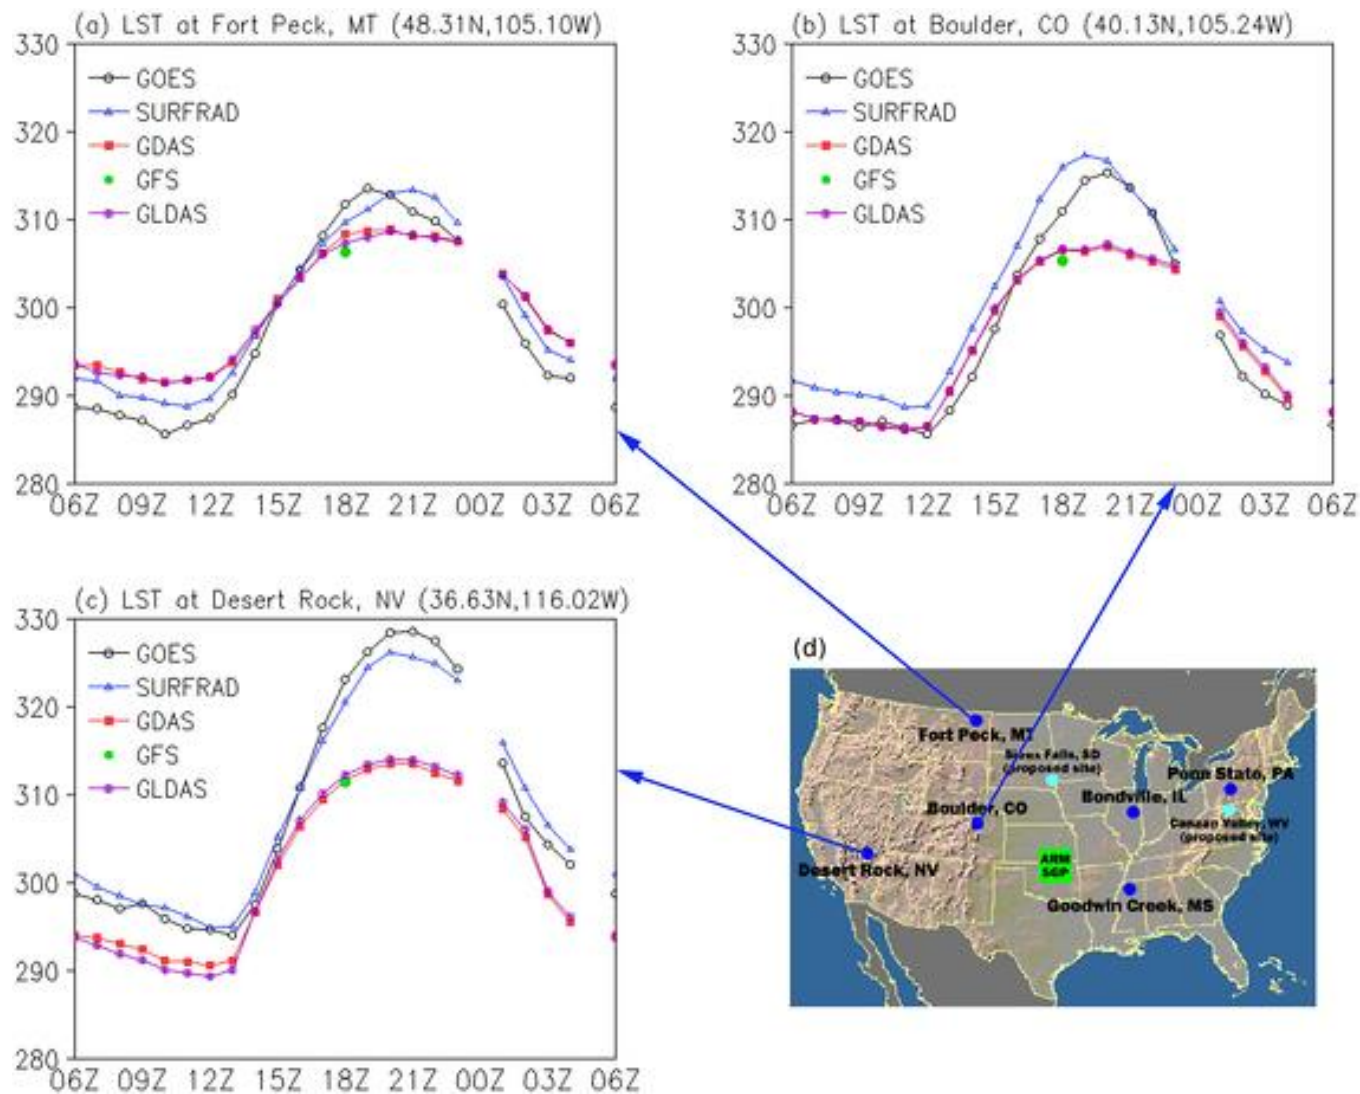 (a) LST at Fort Peck, MT (48.31N,105.10W)
330
320
310
300
290
280
GOES
SURFRAD
GDAS
GFS
GLDAS
06Z 09Z 12Z 15Z 18Z 21Z 00Z 03Z 06Z
(b) LST at Boulder, CO (40.13N,105.24W)
330
320
310
300
290
280
GOES
SURFRAD
GDAS
GFS
GLDAS
06Z 09Z 12Z 15Z 18Z 21Z 00Z 03Z 06Z
(c) LST at Desert Rock, NV (36.63N,116.02W)
330
320
310
300
290
280
GOES
SURFRAD
GDAS
GFS
GLDAS
06Z 09Z 12Z 15Z 18Z 21Z 00Z 03Z 06Z
(d)
Fort Peck, MT
Sioux Falls, SD
(proposed site)
Penn State, PA
Boulder, CO
Bondville, IL
Canaan Valley, WV
(proposed site)
Desert Rock, NV
ARM
SGP
Goodwin Creek, MS